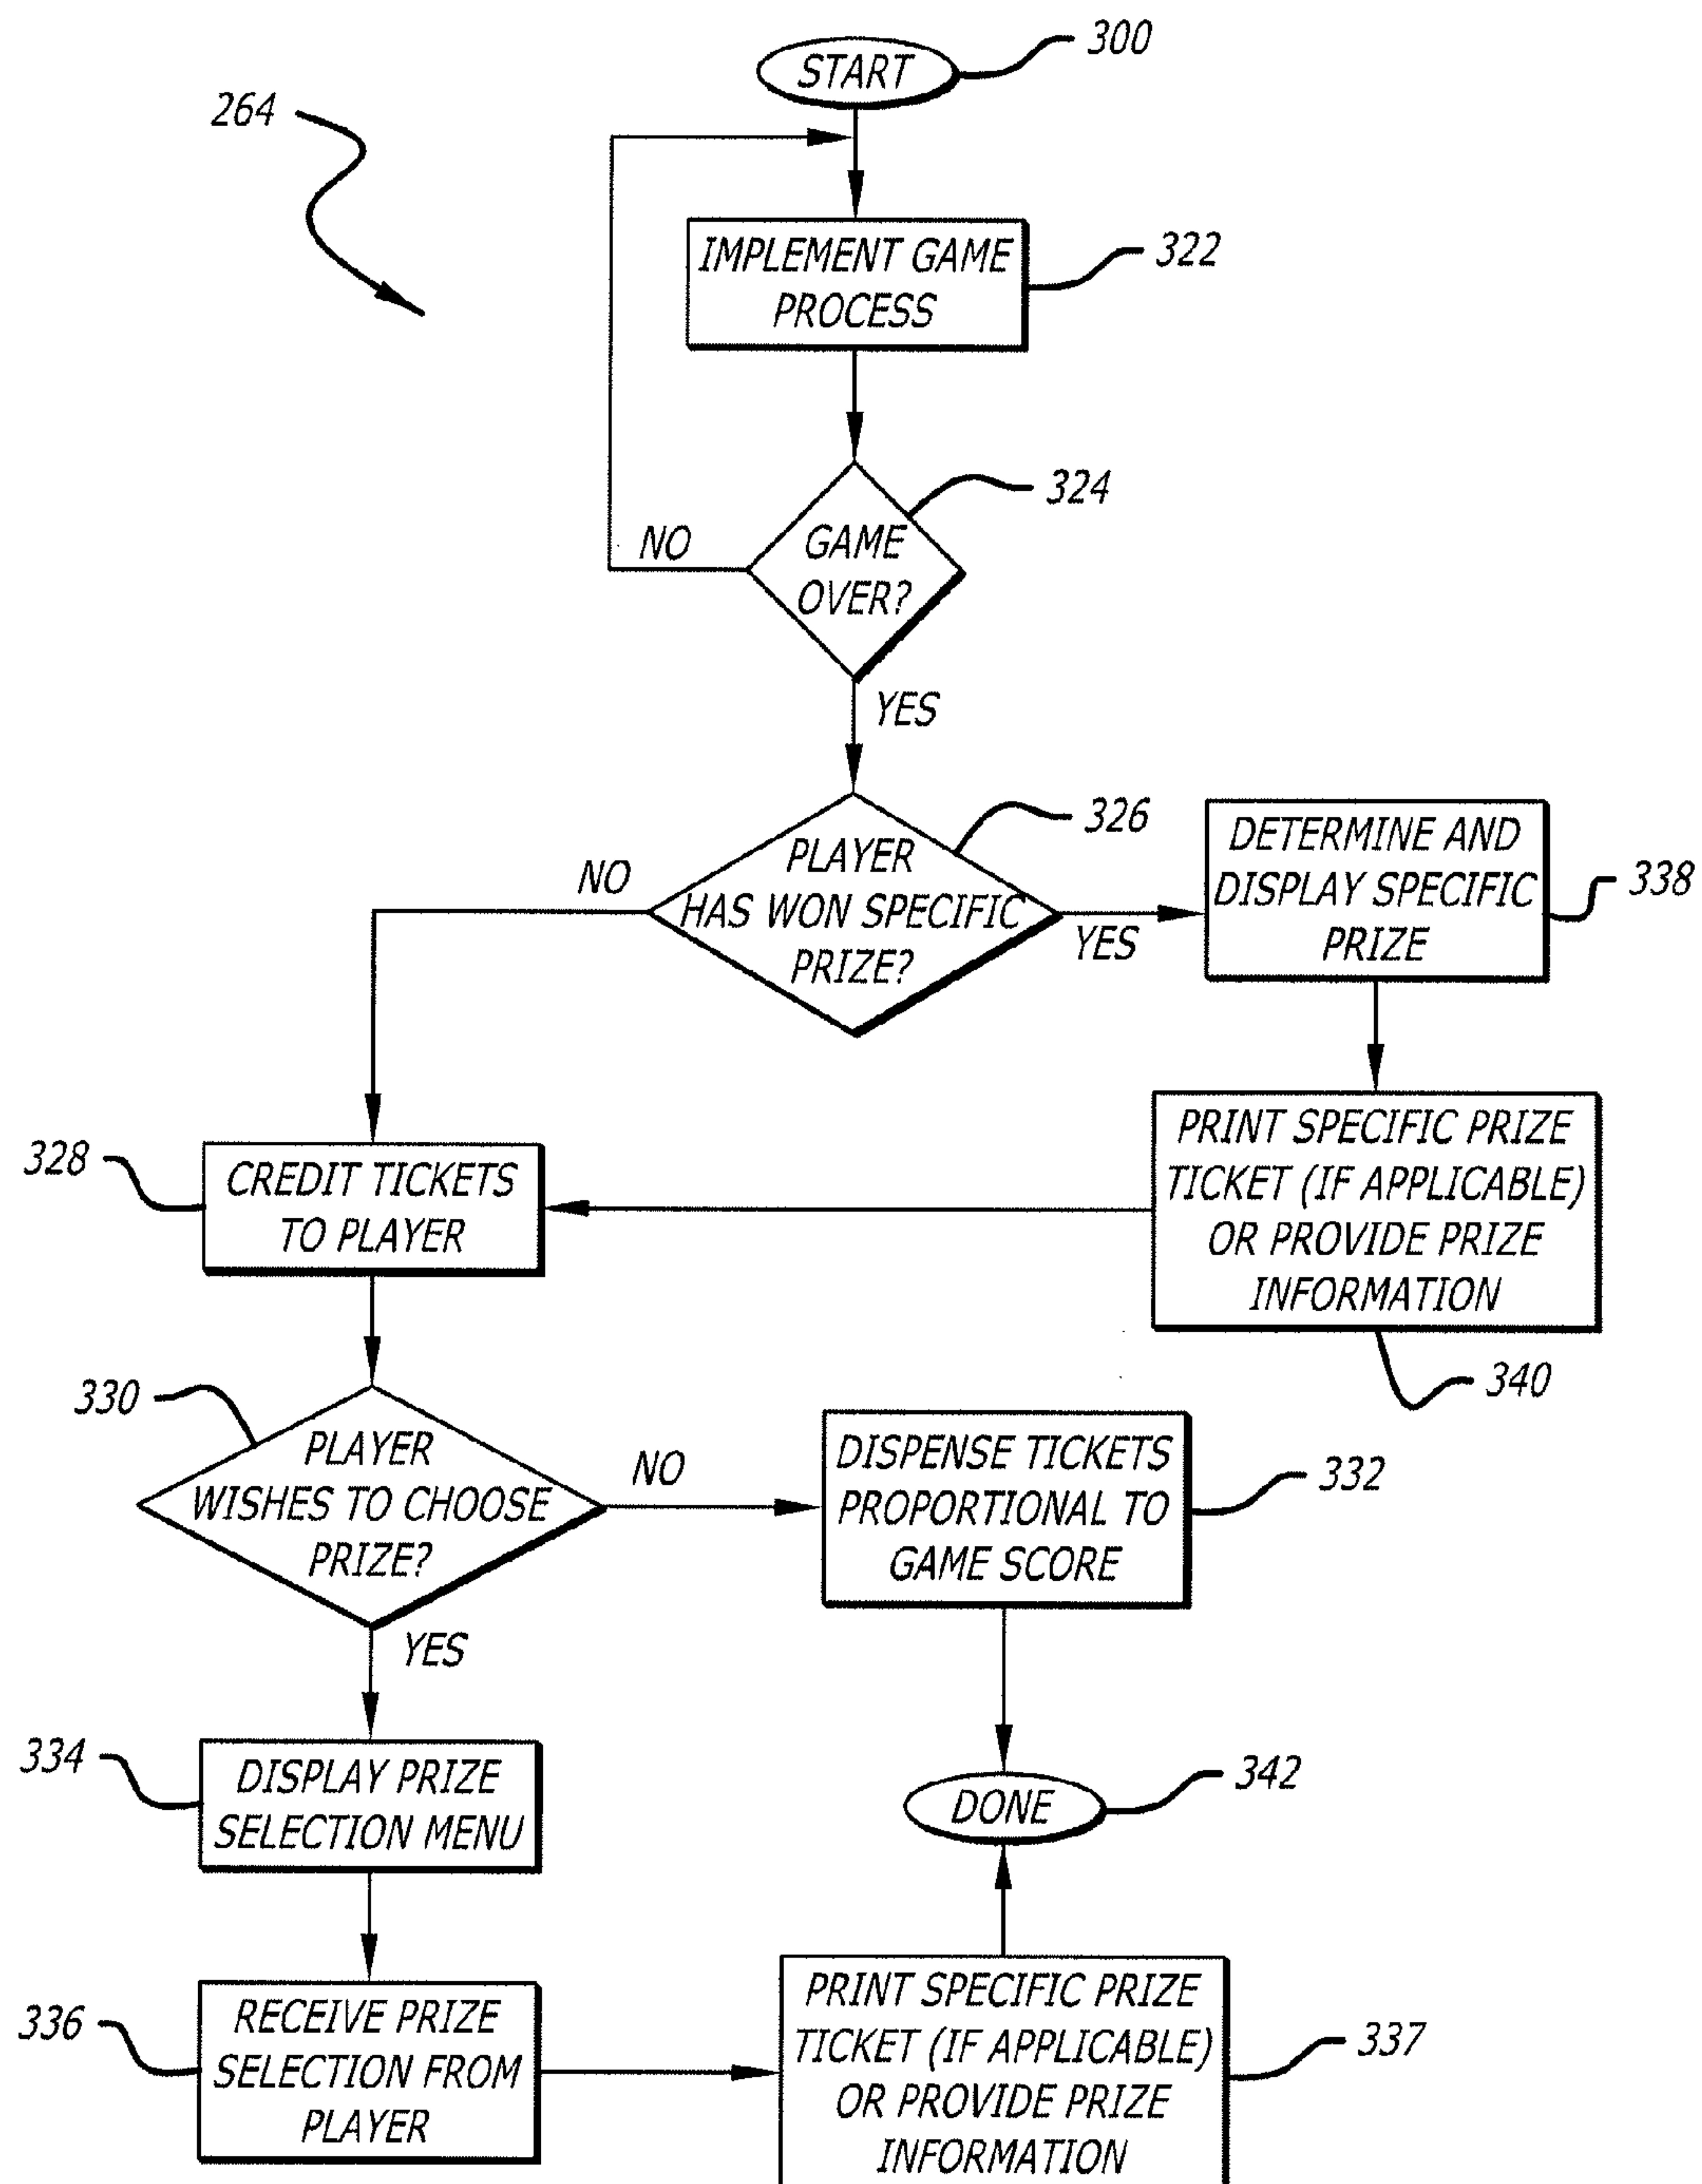 START
300
264
IMPLEMENT GAME
PROCESS
322
GAME
OVER?
324
NO
YES
PLAYER
HAS WON SPECIFIC
PRIZE?
326
NO
YES
DETERMINE AND
DISPLAY SPECIFIC
PRIZE
338
PRINT SPECIFIC PRIZE
TICKET (IF APPLICABLE)
OR PROVIDE PRIZE
INFORMATION
340
328
CREDIT TICKETS
TO PLAYER
330
PLAYER
WISHES TO CHOOSE
PRIZE?
NO
YES
DISPENSE TICKETS
PROPORTIONAL TO
GAME SCORE
332
334
DISPLAY PRIZE
SELECTION MENU
DONE
342
336
RECEIVE PRIZE
SELECTION FROM
PLAYER
PRINT SPECIFIC PRIZE
TICKET (IF APPLICABLE)
OR PROVIDE PRIZE
INFORMATION
337